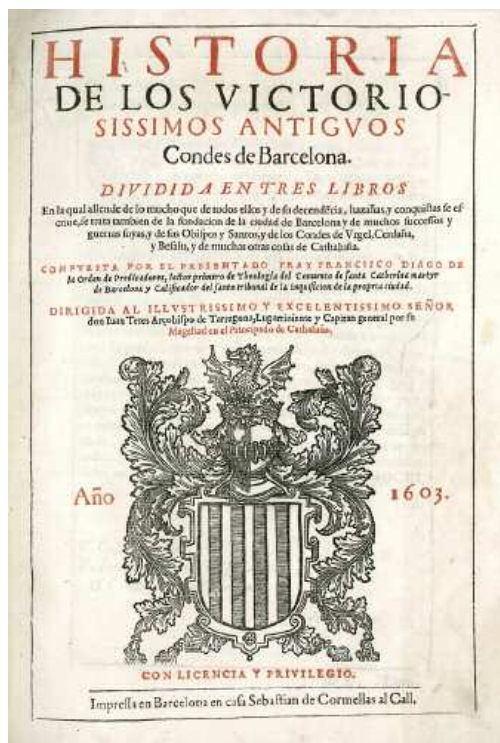 HISTORIA
DE LOS VICTORIO-
SISSIMOS ANTIGVOS
Condes de Barcelona.
DIVIDIDA EN TRES LIBROS
En la qual allende de lo mucho que de todos ellos y de su decendẽcia, hazañas, y conquistas se es
criue, se trata tambien de la fundacion de la ciudad de Barcelona y de muchos successos y
guerras suyas, y de sus Obispos y Santos, y de los Condes de Vrgel, Cerdaña,
y Besalu, y de muchas otras cosas de Cathaluña.
COMPVESTA POR EL PRESENTADO FRAY FRANCISCO DIAGO DE
la Orden de Predicadores, lector primero de Theologia del Conuento de santa Catherina martyr
de Barcelona y Calificador del santo tribunal de la inquisicion de la propria ciudad.
DIRIGIDA AL ILLVSTRISSIMO Y EXCELENTISSIMO SEÑOR
don Iuan Teres Arçobispo de Tarragona, Lugarteniente y Capitan general por su
Magestad en el Principado de Cathaluña.
Año 1603.
CON LICENCIA Y PRIVILEGIO.
Impressa en Barcelona en casa Sebastian de Cormellas al Call.